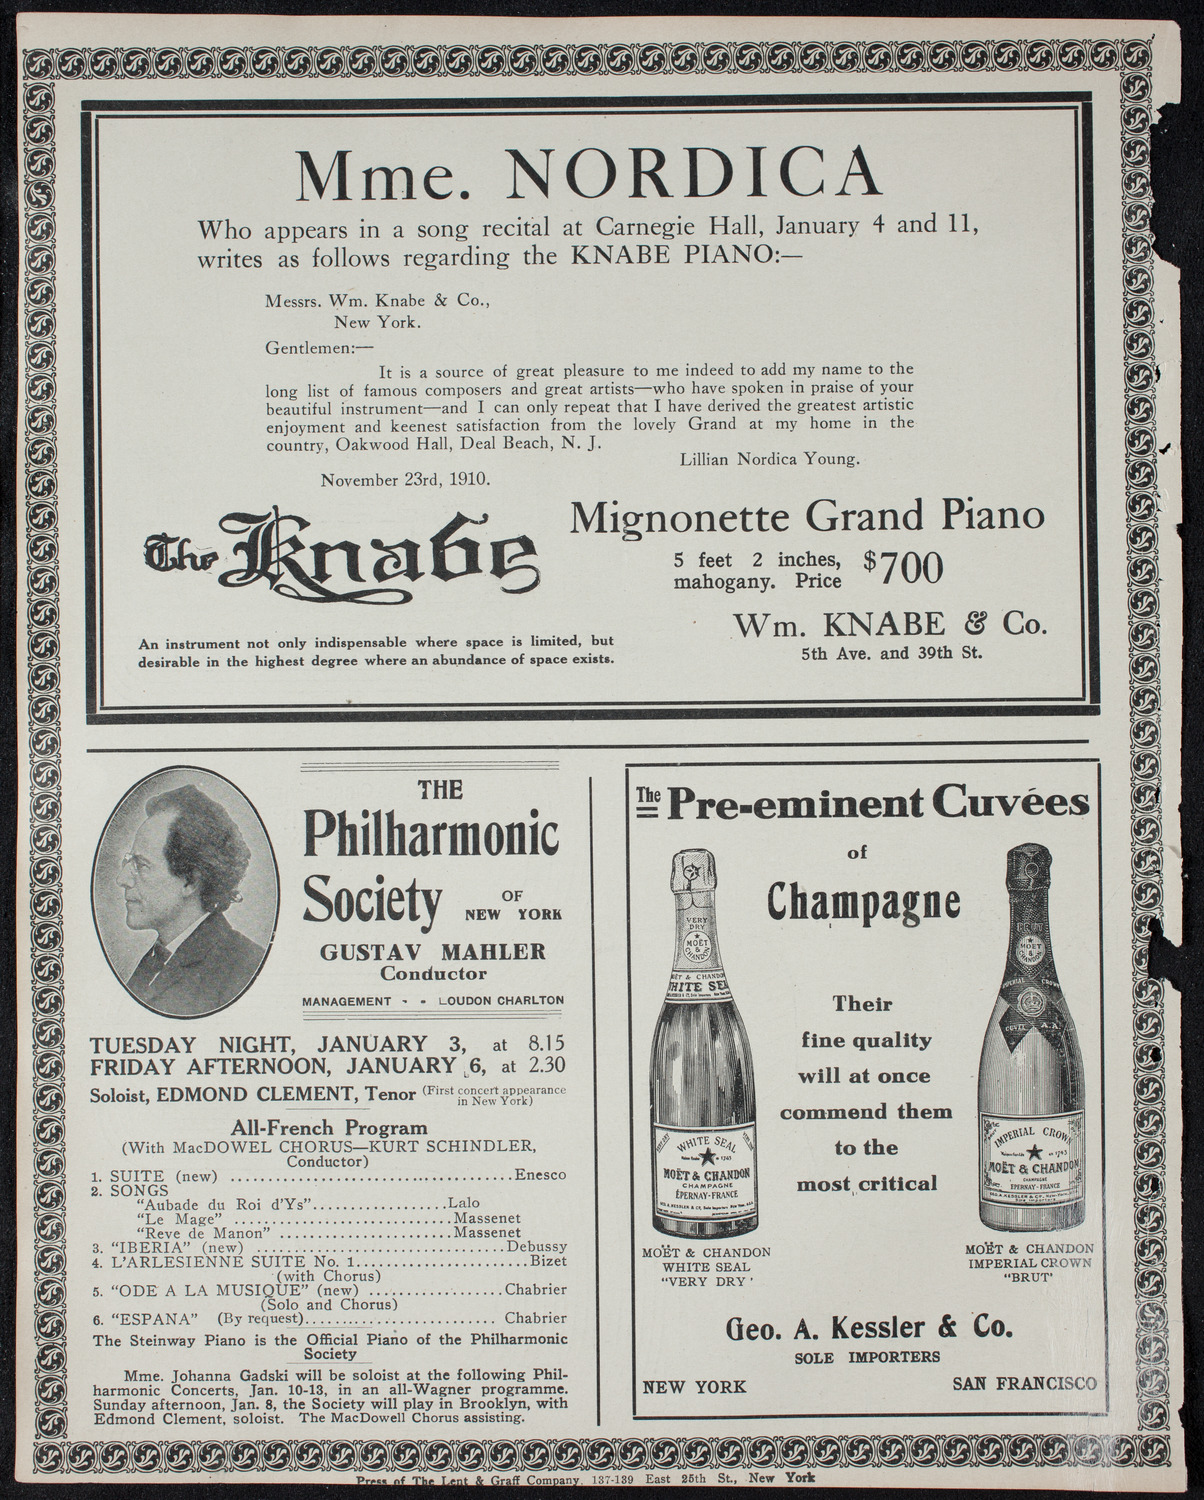 Mme. NORDICA
Who appears in a song recital at Carnegie Hall, January 4 and 11,
writes as follows regarding the KNABE PIANO:—
Messrs. Wm. Knabe & Co.,
New York.
Gentlemen:—
It is a source of great pleasure to me indeed to add my name to the
long list of famous composers and great artists—who have spoken in praise of your
beautiful instrument—and I can only repeat that I have derived the greatest artistic
enjoyment and keenest satisfaction from the lovely Grand at my home in the
country, Oakwood Hall, Deal Beach, N. J.
Lillian Nordica Young.
November 23rd, 1910.
The Knabe
Mignonette Grand Piano
5 feet 2 inches,
mahogany. Price $700
An instrument not only indispensable where space is limited, but
desirable in the highest degree where an abundance of space exists.
Wm. KNABE & Co.
5th Ave. and 39th St.
THE
Philharmonic
Society OF
NEW YORK
GUSTAV MAHLER
Conductor
MANAGEMENT - - LOUDON CHARLTON
TUESDAY NIGHT, JANUARY 3, at 8.15
FRIDAY AFTERNOON, JANUARY 6, at 2.30
Soloist, EDMOND CLEMENT, Tenor (First concert appearance
in New York)
All-French Program
(With MacDOWEL CHORUS—KURT SCHINDLER,
Conductor)
1. SUITE (new) ........................................Enesco
2. SONGS
"Aubade du Roi d'Ys"..................Lalo
"Le Mage" ..............................Massenet
"Reve de Manon" ........................Massenet
3. "IBERIA" (new) ....................................Debussy
4. L'ARLESIENNE SUITE No. 1........................Bizet
(with Chorus)
5. "ODE A LA MUSIQUE" (new) ..................Chabrier
(Solo and Chorus)
6. "ESPANA" (By request).......................... Chabrier
The Steinway Piano is the Official Piano of the Philharmonic
Society
Mme. Johanna Gadski will be soloist at the following Phil-
harmonic Concerts, Jan. 10-13, in an all-Wagner programme.
Sunday afternoon, Jan. 8, the Society will play in Brooklyn, with
Edmond Clement, soloist. The MacDowell Chorus assisting.
The Pre-eminent Cuvées
of
Champagne
Their
fine quality
will at once
commend them
to the
most critical
VERY
DRY
MOËT
&
CHANDON
MOËT & CHANDON
WHITE SEAL
WHITE SEAL
MOËT & CHANDON
CHAMPAGNE
ÉPERNAY-FRANCE
MOËT & CHANDON
WHITE SEAL
"VERY DRY'
BRUT
MOËT
&
CHANDON
IMPERIAL CROWN
IMPERIAL CROWN
MOËT & CHANDON
CHAMPAGNE
ÉPERNAY-FRANCE
MOËT & CHANDON
IMPERIAL CROWN
"BRUT'
Geo. A. Kessler & Co.
SOLE IMPORTERS
NEW YORK SAN FRANCISCO
Press of The Lent & Graff Company, 137-139 East 25th St., New York